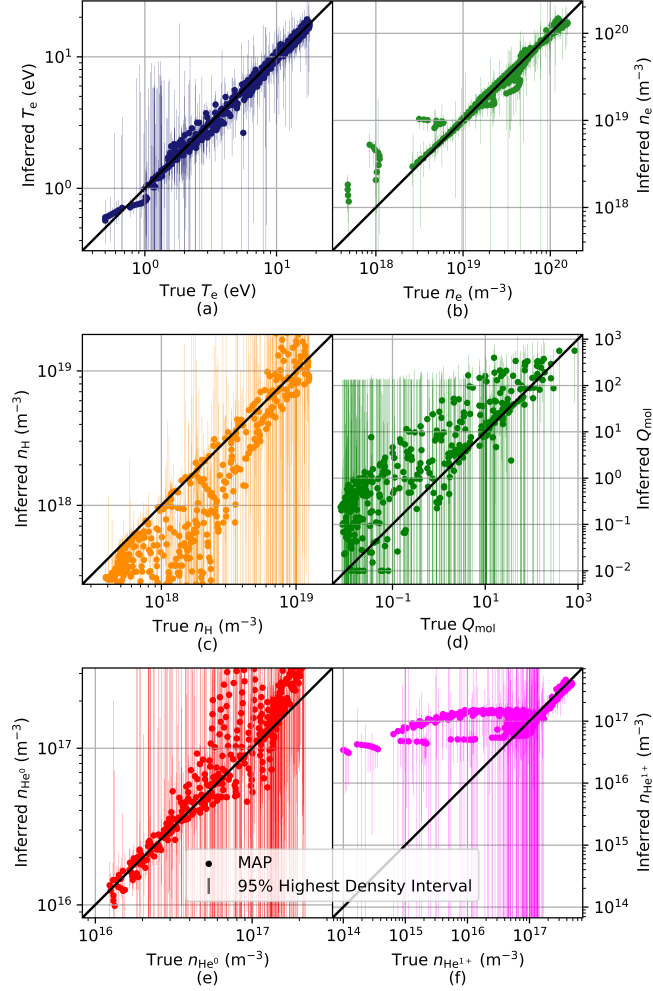 10¹
10⁰
Inferred Tₑ (eV)
10⁰
10¹
True Tₑ (eV)
(a)
10²⁰
10¹⁹
10¹⁸
Inferred nₑ (m⁻³)
10¹⁸
10¹⁹
10²⁰
True nₑ (m⁻³)
(b)
10¹⁹
10¹⁸
Inferred n_H (m⁻³)
10¹⁸
10¹⁹
True n_H (m⁻³)
(c)
10³
10²
10¹
10⁰
10⁻¹
10⁻²
Inferred Q_mol
10⁻¹
10¹
10³
True Q_mol
(d)
10¹⁷
10¹⁶
Inferred n_He⁰ (m⁻³)
10¹⁶
10¹⁷
True n_He⁰ (m⁻³)
(e)
10¹⁷
10¹⁶
10¹⁵
10¹⁴
Inferred n_He¹⁺ (m⁻³)
10¹⁴
10¹⁵
10¹⁶
10¹⁷
True n_He¹⁺ (m⁻³)
(f)
MAP
95% Highest Density Interval